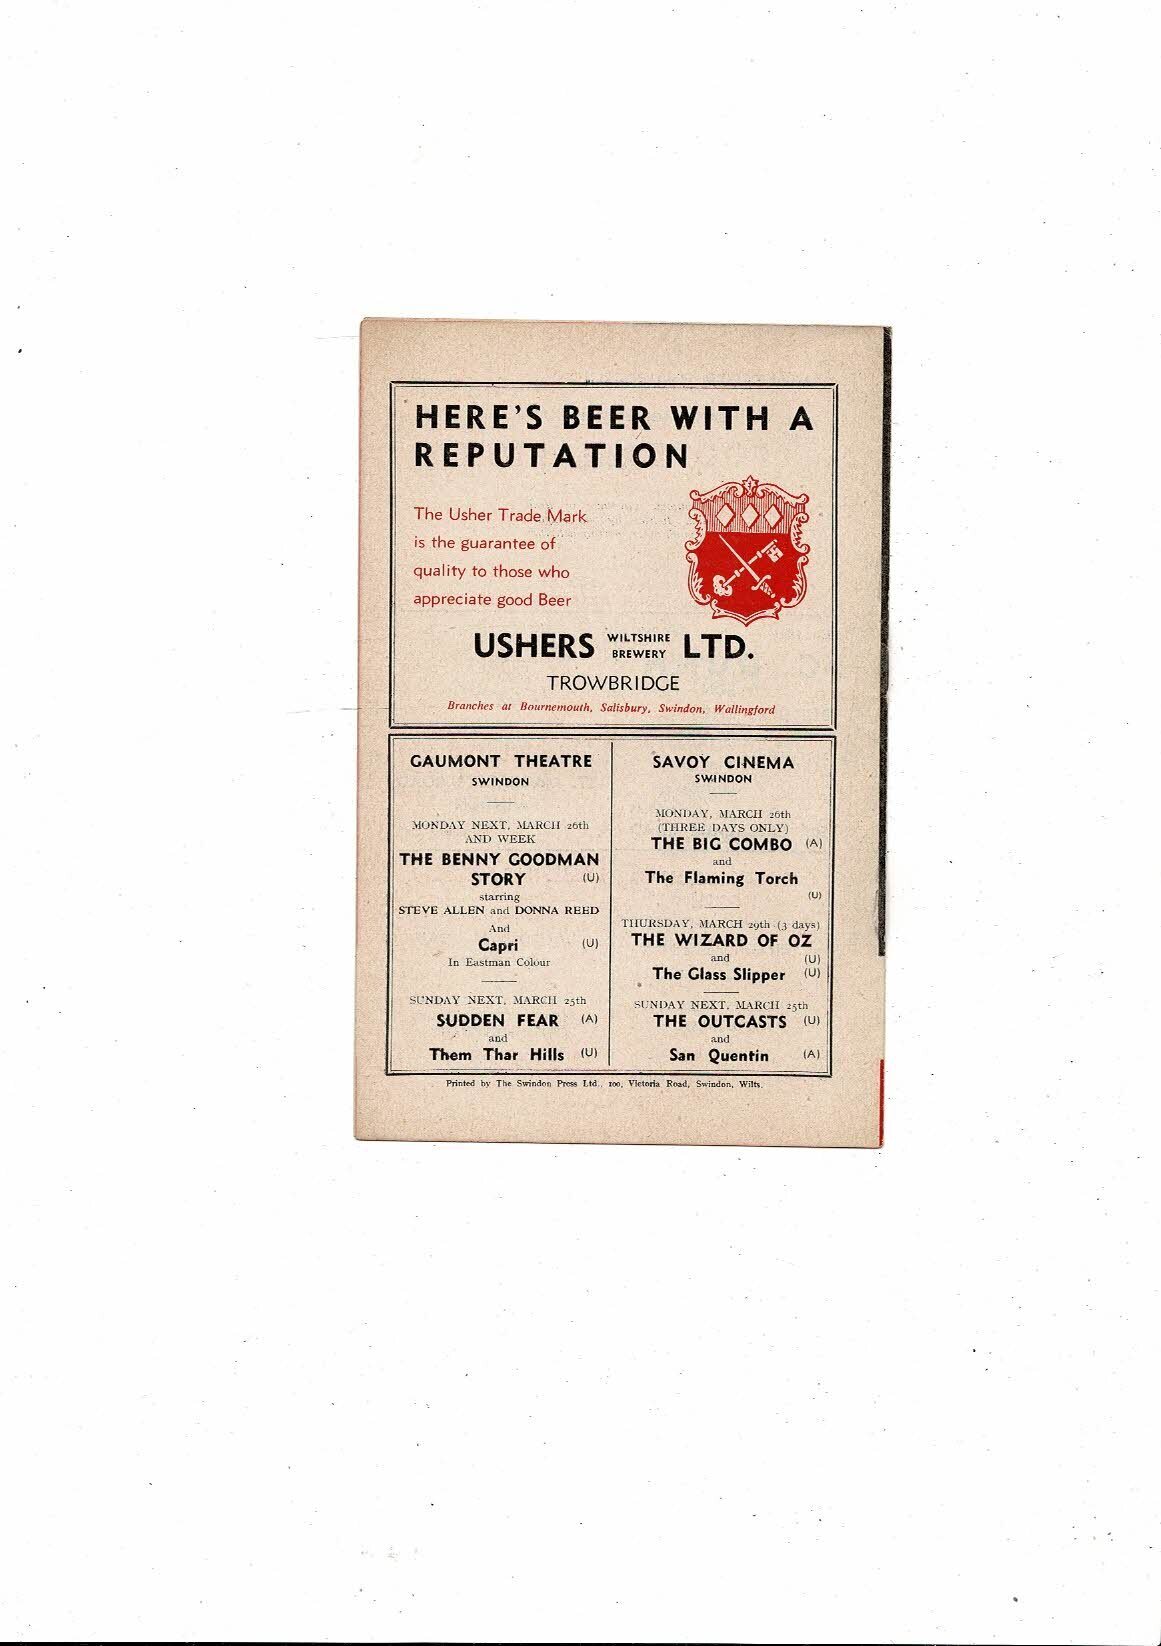 HERE'S BEER WITH A
REPUTATION
The Usher Trade Mark
is the guarantee of
quality to those who
appreciate good Beer
USHERS WILTSHIRE BREWERY LTD.
TROWBRIDGE
Branches at Bournemouth, Salisbury, Swindon, Wallingford
GAUMONT THEATRE
SWINDON
MONDAY NEXT, MARCH 26th
AND WEEK
THE BENNY GOODMAN
STORY (U)
starring
STEVE ALLEN and DONNA REED
And
Capri (U)
In Eastman Colour
SUNDAY NEXT, MARCH 25th
SUDDEN FEAR (A)
and
Them Thar Hills (U)
SAVOY CINEMA
SWINDON
MONDAY, MARCH 26th
(THREE DAYS ONLY)
THE BIG COMBO (A)
and
The Flaming Torch
(U)
THURSDAY, MARCH 29th (3 days)
THE WIZARD OF OZ
and (U)
The Glass Slipper (U)
SUNDAY NEXT, MARCH 25th
THE OUTCASTS (U)
and
San Quentin (A)
Printed by The Swindon Press Ltd., 100, Victoria Road, Swindon, Wilts.